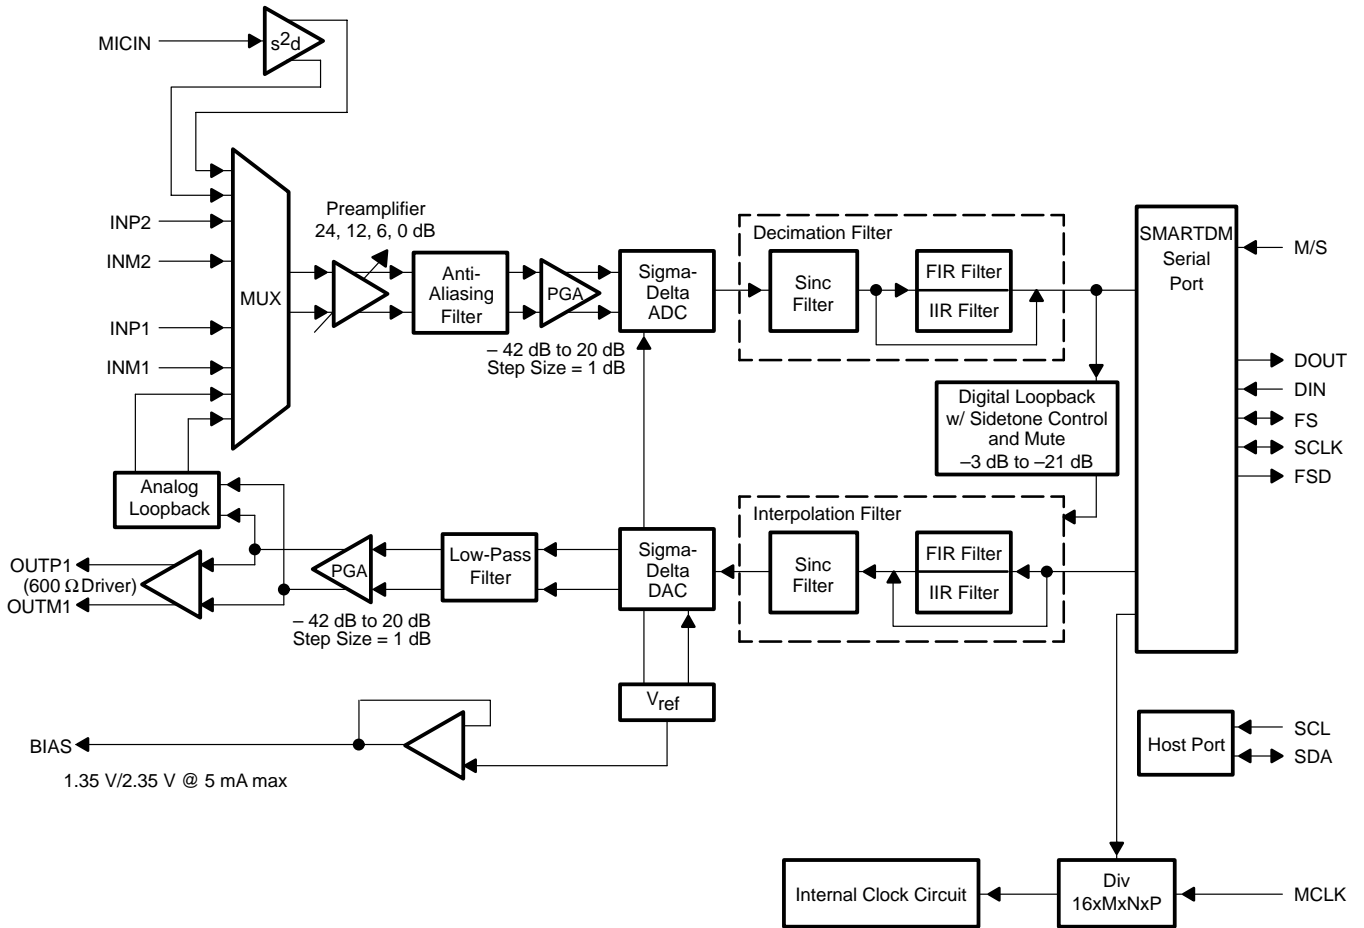 MICIN
s2d
INP2
INM2
INP1
INM1
MUX
Preamplifier
24, 12, 6, 0 dB
Anti-
Aliasing
Filter
PGA
– 42 dB to 20 dB
Step Size = 1 dB
Sigma-
Delta
ADC
Decimation Filter
Sinc
Filter
FIR Filter
IIR Filter
SMARTDM
Serial
Port
M/S
DOUT
DIN
FS
SCLK
FSD
Digital Loopback
w/ Sidetone Control
and Mute
–3 dB to –21 dB
Analog
Loopback
OUTP1
(600 Ω Driver)
OUTM1
PGA
– 42 dB to 20 dB
Step Size = 1 dB
Low-Pass
Filter
Sigma-
Delta
DAC
Interpolation Filter
Sinc
Filter
FIR Filter
IIR Filter
Vref
BIAS
1.35 V/2.35 V @ 5 mA max
Host Port
SCL
SDA
Internal Clock Circuit
Div
16xMxNxP
MCLK